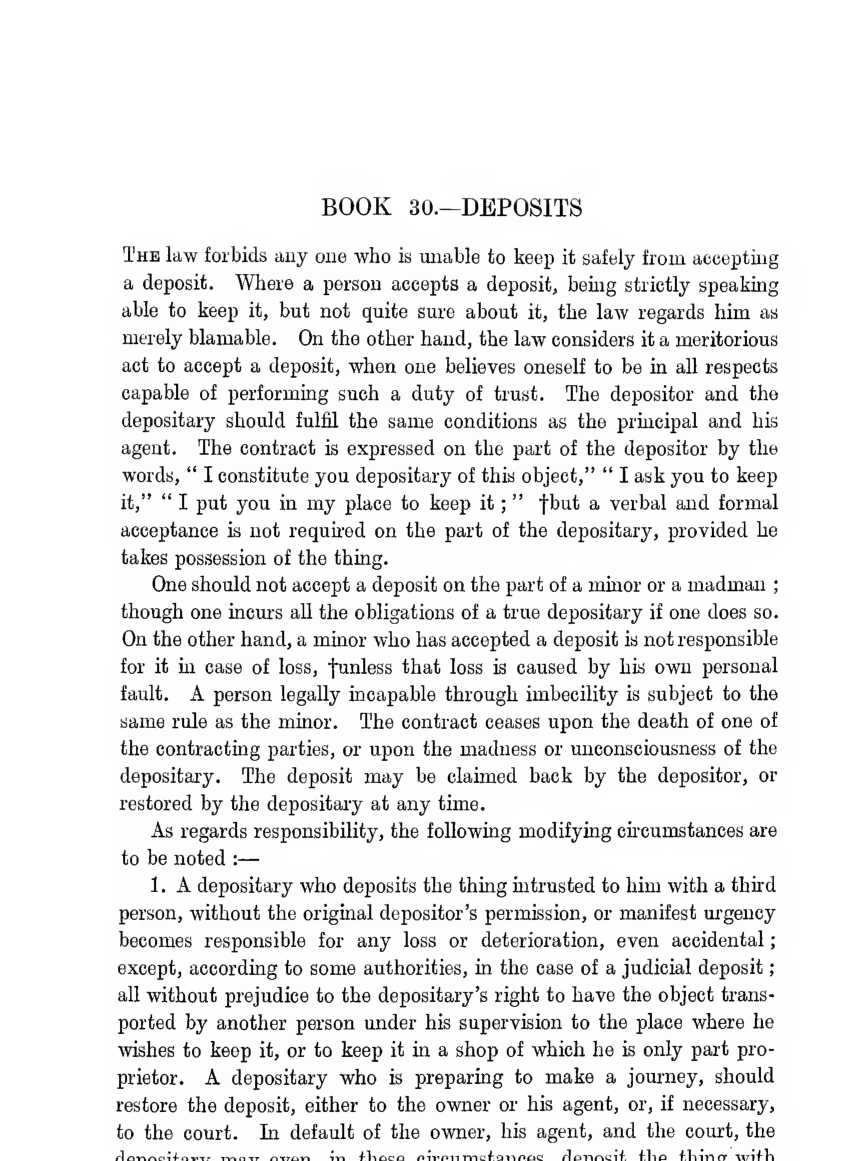 BOOK 30.—DEPOSITS
THE law forbids any one who is unable to keep it safely from accepting
a deposit. Where a person accepts a deposit, being strictly speaking
able to keep it, but not quite sure about it, the law regards him as
merely blamable. On the other hand, the law considers it a meritorious
act to accept a deposit, when one believes oneself to be in all respects
capable of performing such a duty of trust. The depositor and the
depositary should fulfil the same conditions as the principal and his
agent. The contract is expressed on the part of the depositor by the
words, “ I constitute you depositary of this object,” “ I ask you to keep
it,” “ I put you in my place to keep it ; ” †but a verbal and formal
acceptance is not required on the part of the depositary, provided he
takes possession of the thing.
One should not accept a deposit on the part of a minor or a madman ;
though one incurs all the obligations of a true depositary if one does so.
On the other hand, a minor who has accepted a deposit is not responsible
for it in case of loss, †unless that loss is caused by his own personal
fault. A person legally incapable through imbecility is subject to the
same rule as the minor. The contract ceases upon the death of one of
the contracting parties, or upon the madness or unconsciousness of the
depositary. The deposit may be claimed back by the depositor, or
restored by the depositary at any time.
As regards responsibility, the following modifying circumstances are
to be noted :—
1. A depositary who deposits the thing intrusted to him with a third
person, without the original depositor’s permission, or manifest urgency
becomes responsible for any loss or deterioration, even accidental ;
except, according to some authorities, in the case of a judicial deposit ;
all without prejudice to the depositary’s right to have the object trans-
ported by another person under his supervision to the place where he
wishes to keep it, or to keep it in a shop of which he is only part pro-
prietor. A depositary who is preparing to make a journey, should
restore the deposit, either to the owner or his agent, or, if necessary,
to the court. In default of the owner, his agent, and the court, the
depositary may even, in these circumstances, deposit the thing with